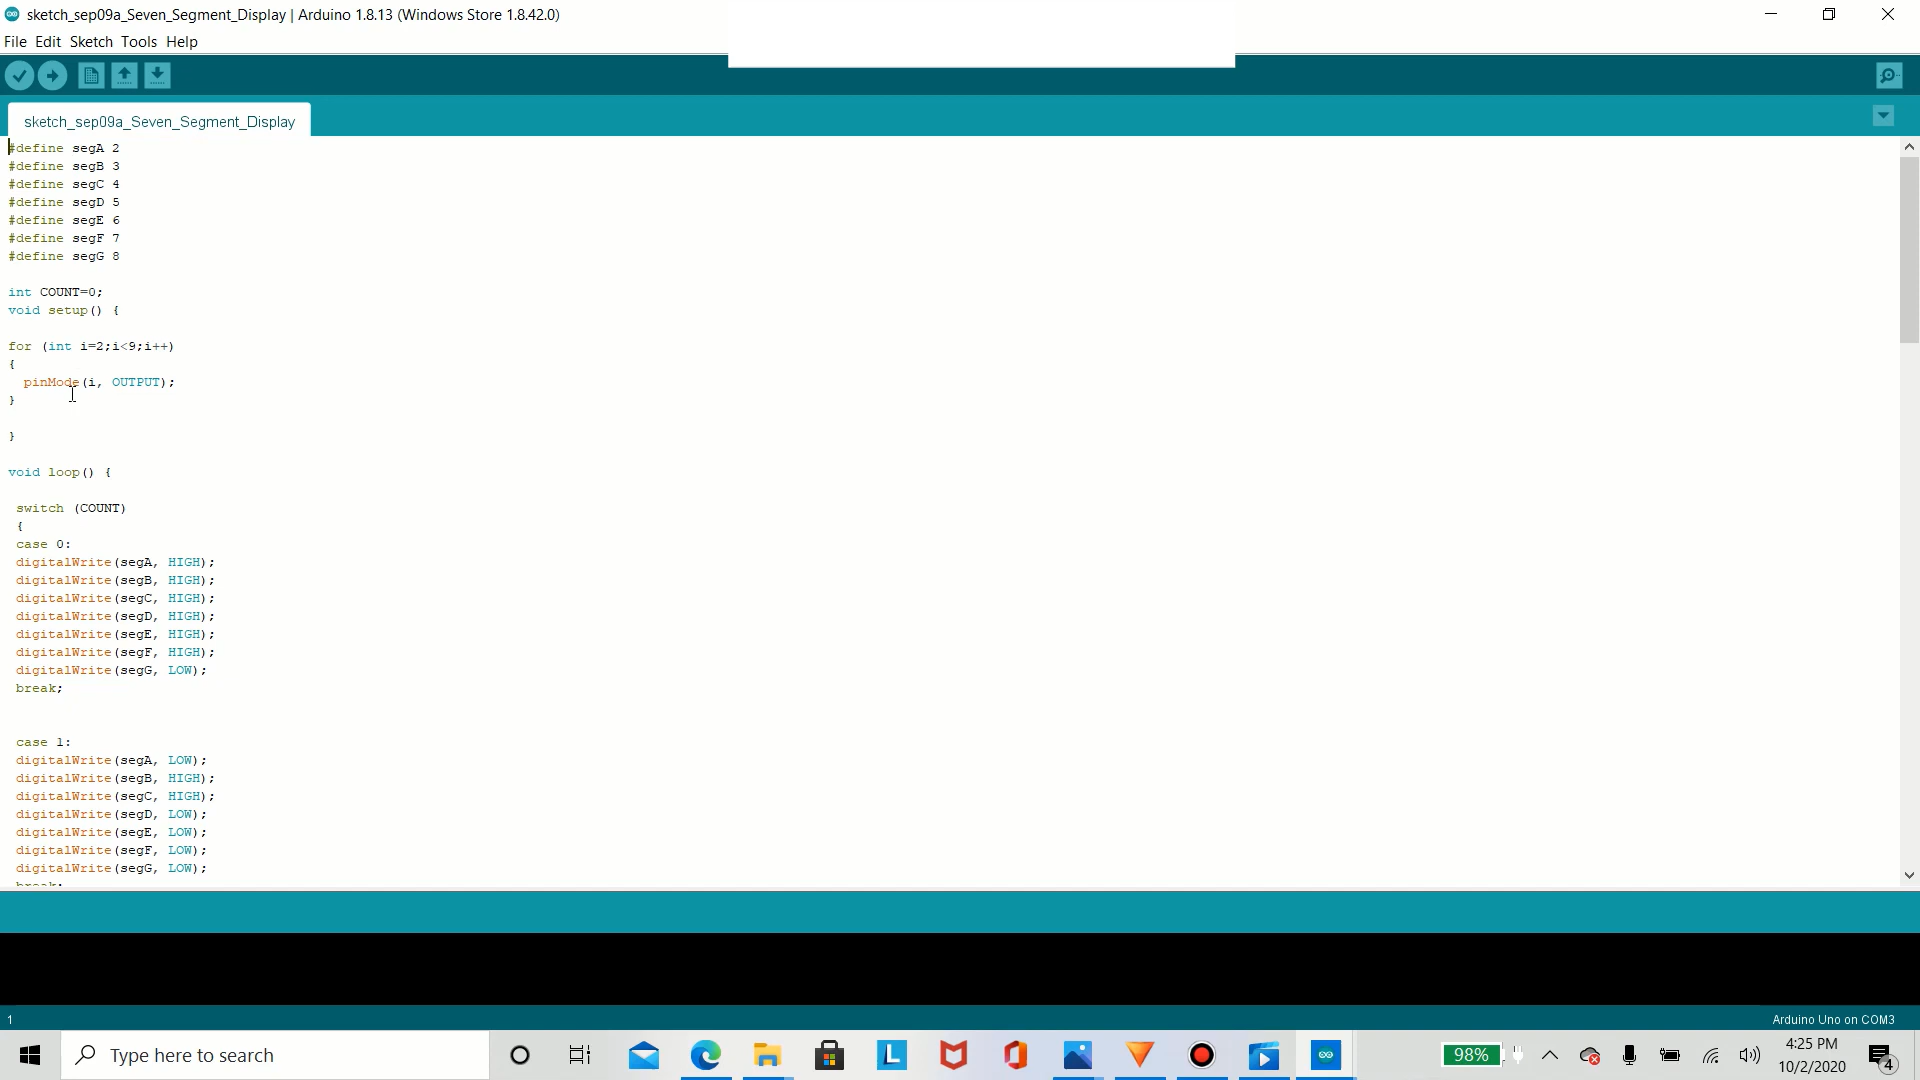 sketch_sep09a_Seven_Segment_Display | Arduino 1.8.13 (Windows Store 1.8.42.0)
File Edit Sketch Tools Help
sketch_sep09a_Seven_Segment_Display
#define segA 2
#define segB 3
#define segC 4
#define segD 5
#define segE 6
#define segF 7
#define segG 8
int COUNT=0;
void setup() {
for (int i=2;i<9;i++)
{
pinMode(i, OUTPUT);
}
}
void loop() {
switch (COUNT)
{
case 0:
digitalWrite(segA, HIGH);
digitalWrite(segB, HIGH);
digitalWrite(segC, HIGH);
digitalWrite(segD, HIGH);
digitalWrite(segE, HIGH);
digitalWrite(segF, HIGH);
digitalWrite(segG, LOW);
break;
case 1:
digitalWrite(segA, LOW);
digitalWrite(segB, HIGH);
digitalWrite(segC, HIGH);
digitalWrite(segD, LOW);
digitalWrite(segE, LOW);
digitalWrite(segF, LOW);
digitalWrite(segG, LOW);
break;
1
Arduino Uno on COM3
Type here to search
L
98%
4:25 PM
10/2/2020
4